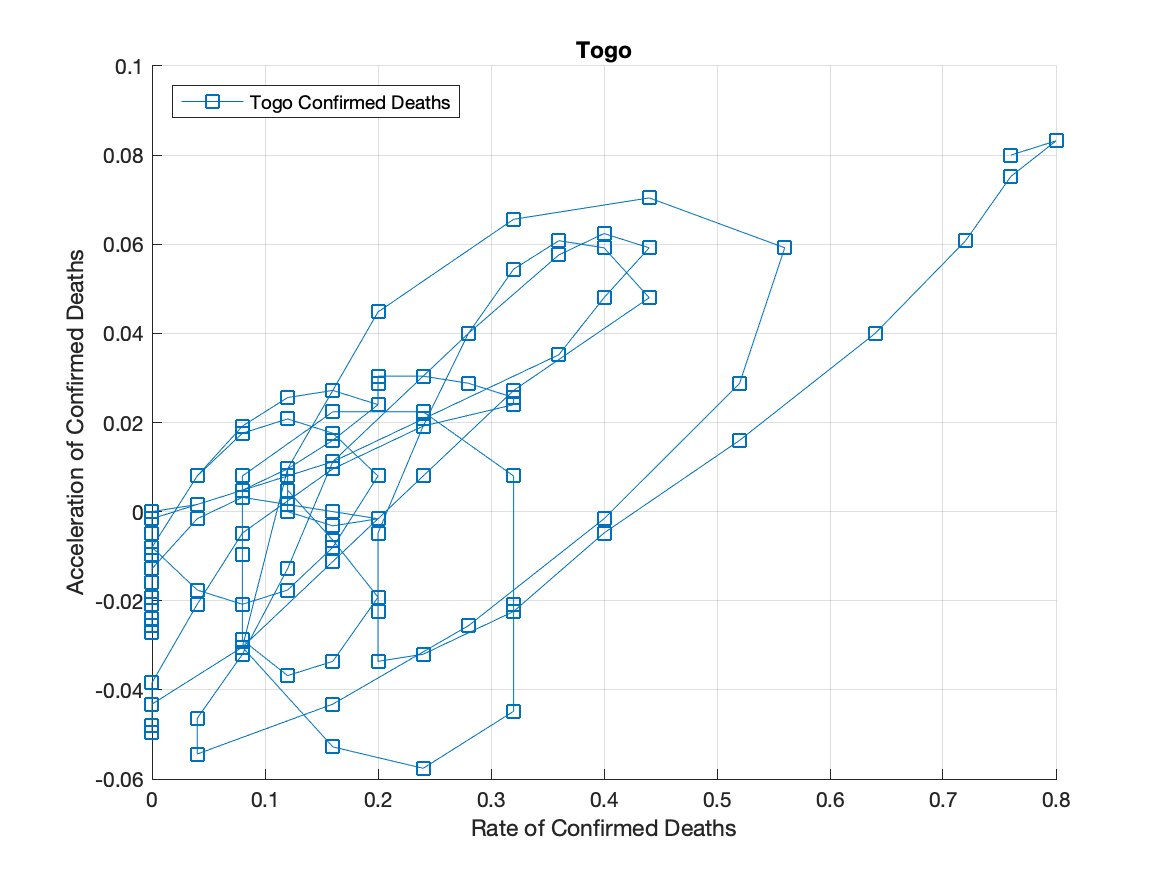 Togo
Togo Confirmed Deaths
0.1
0.08
0.06
0.04
0.02
0
-0.02
-0.04
-0.06
Acceleration of Confirmed Deaths
0 0.1 0.2 0.3 0.4 0.5 0.6 0.7 0.8
Rate of Confirmed Deaths